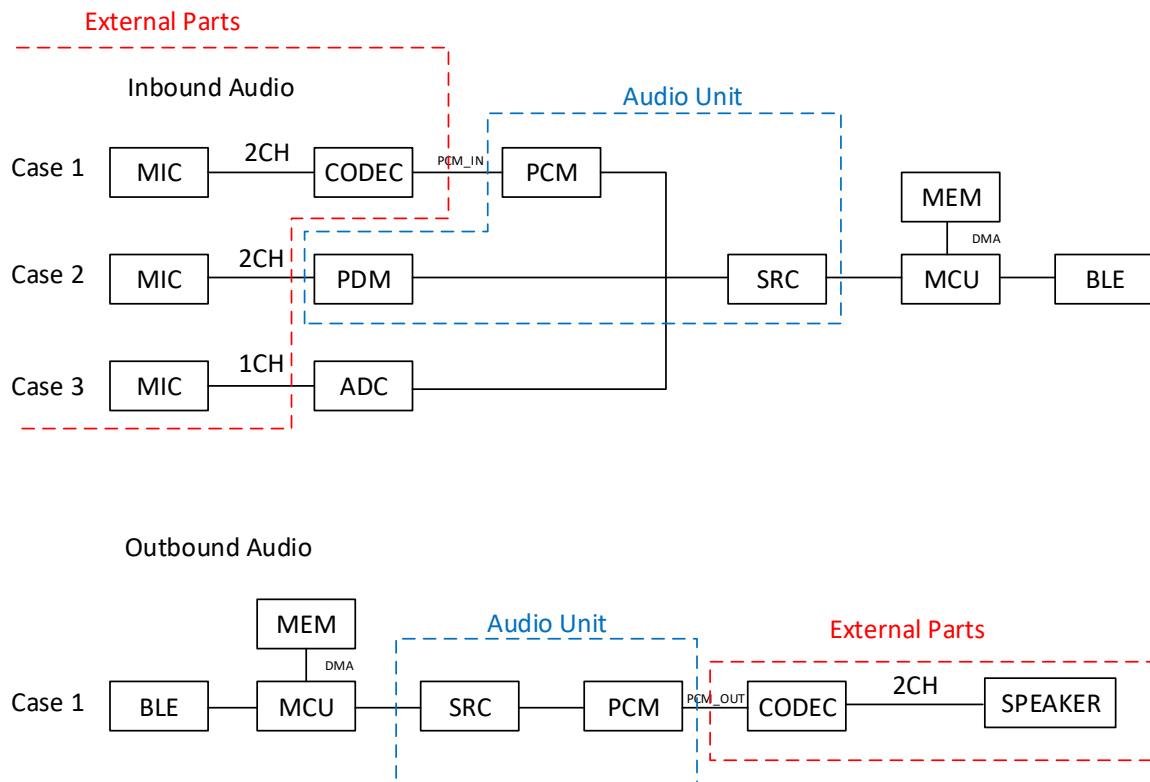 External Parts
Inbound Audio
Audio Unit
Case 1 MIC 2CH CODEC PCM_IN PCM
MEM
DMA
Case 2 MIC 2CH PDM SRC MCU BLE
Case 3 MIC 1CH ADC
Outbound Audio
MEM Audio Unit External Parts
DMA
Case 1 BLE MCU SRC PCM PCM_OUT CODEC 2CH SPEAKER